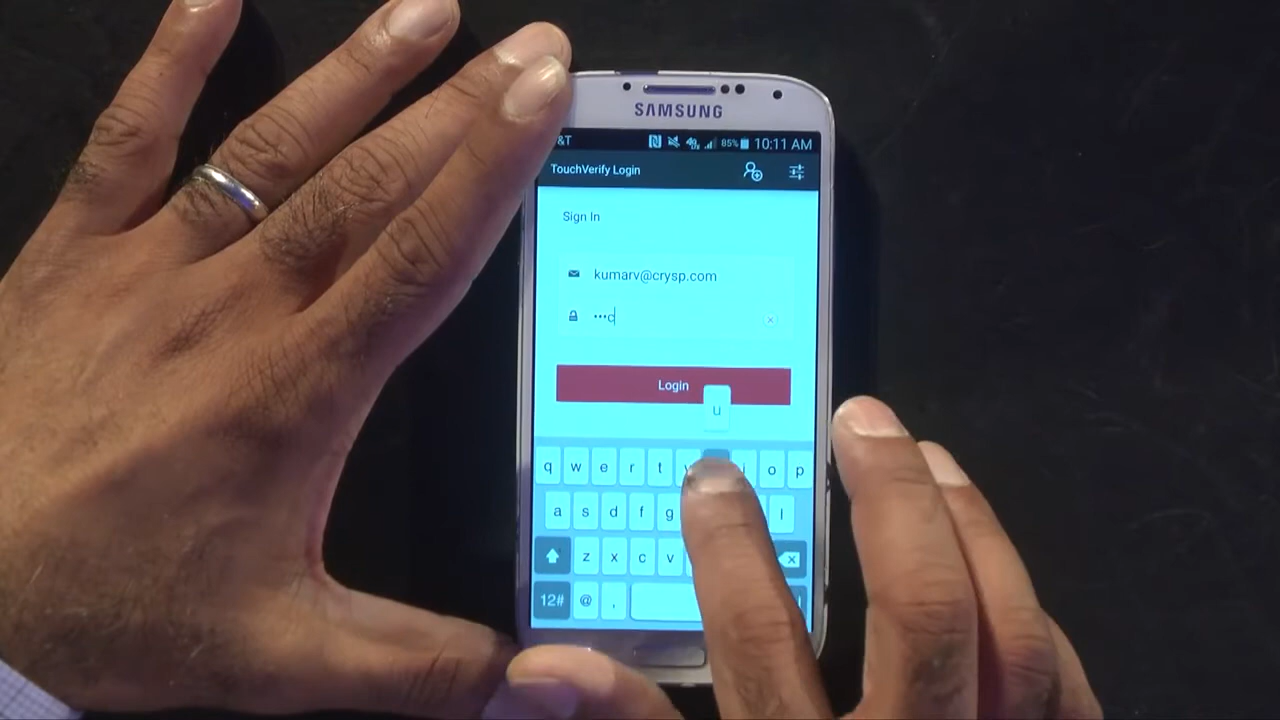 SAMSUNG
&T 85% 10:11 AM
TouchVerify Login
Sign In
kumarv@crysp.com
•••c
Login
u
q w e r t o p
a s d f g l
z x c v
12# @ ,